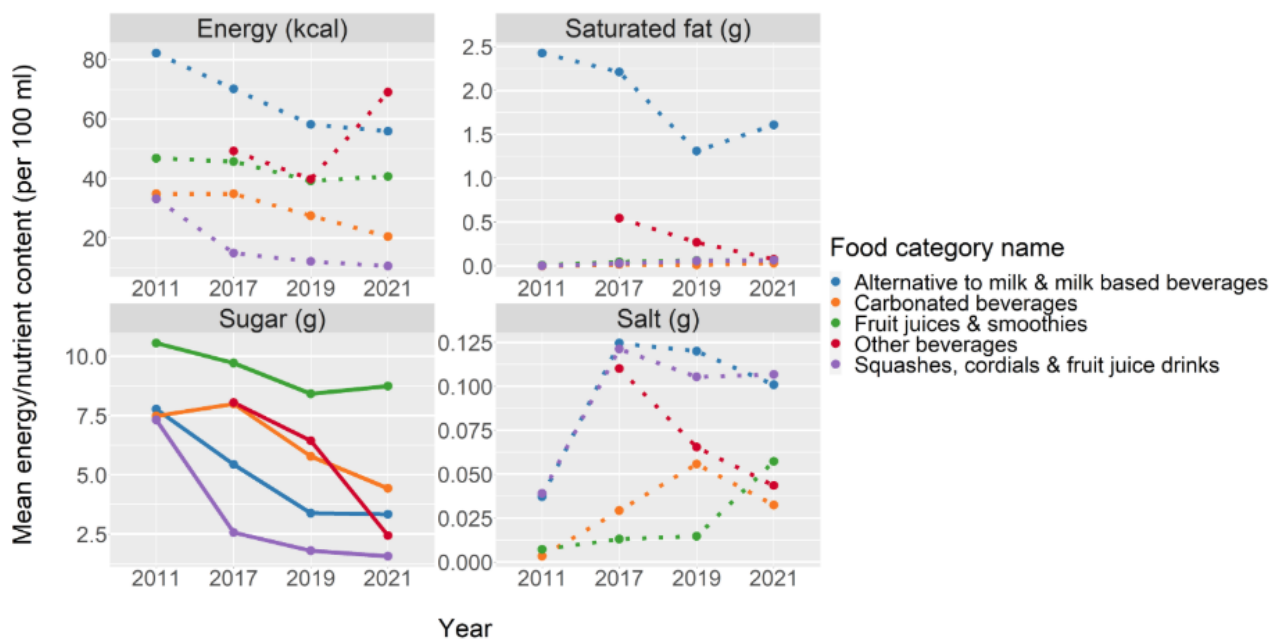 Mean energy/nutrient content (per 100 ml)
Energy (kcal)
80
60
40
20
2011 2017 2019 2021
Saturated fat (g)
2.5
2.0
1.5
1.0
0.5
0.0
2011 2017 2019 2021
Sugar (g)
10.0
7.5
5.0
2.5
2011 2017 2019 2021
Salt (g)
0.125
0.100
0.075
0.050
0.025
0.000
2011 2017 2019 2021
Year
Food category name
Alternative to milk & milk based beverages
Carbonated beverages
Fruit juices & smoothies
Other beverages
Squashes, cordials & fruit juice drinks